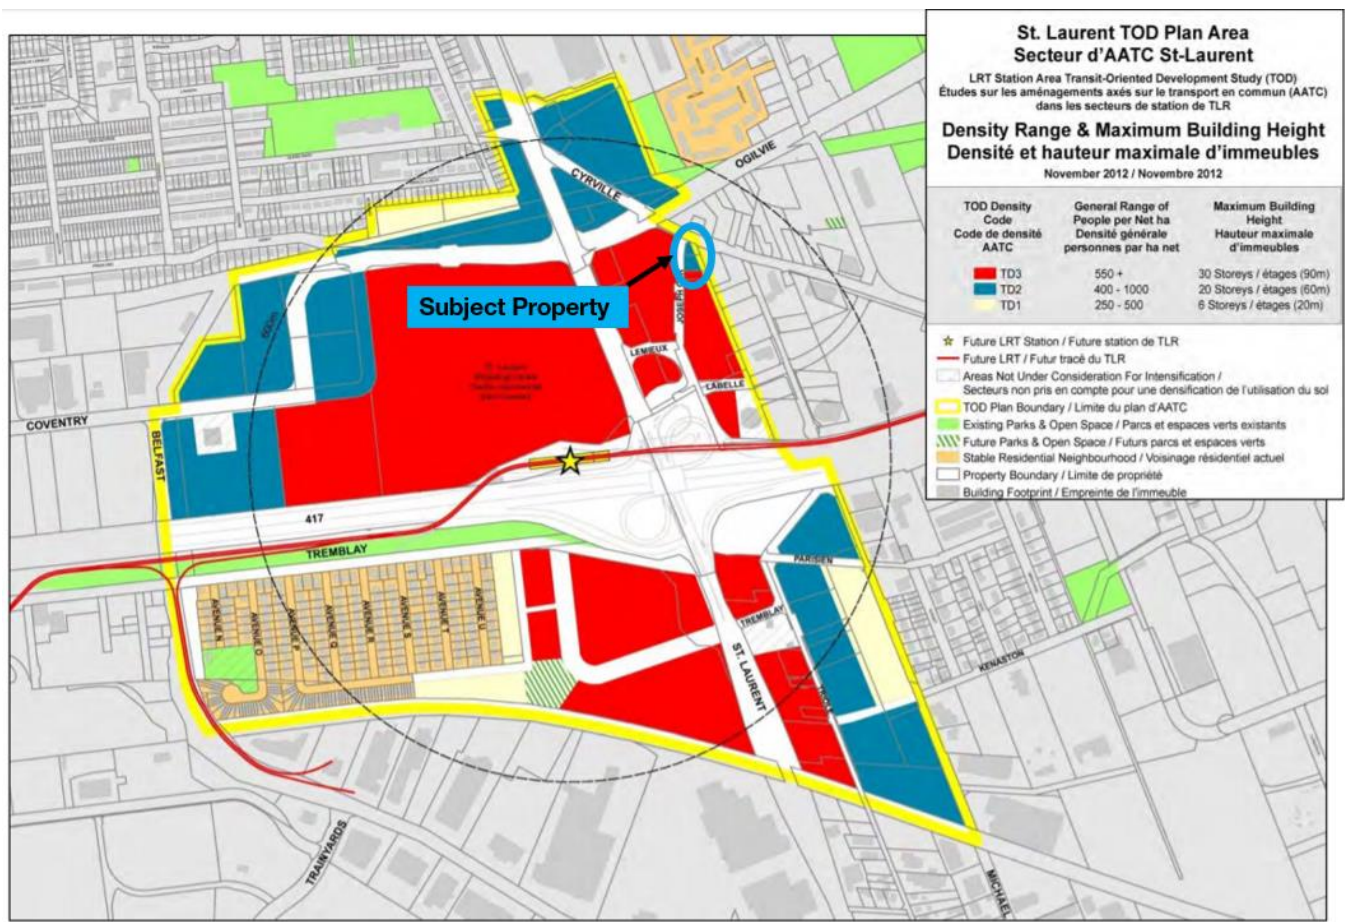 St. Laurent TOD Plan Area
Secteur d'AATC St-Laurent
LRT Station Area Transit-Oriented Development Study (TOD)
Études sur les aménagements axés sur le transport en commun (AATC)
dans les secteurs de station de TLR
Density Range & Maximum Building Height
Densité et hauteur maximale d'immeubles
November 2012 / Novembre 2012
TOD Density
Code
Code de densité
AATC
General Range of
People per Net ha
Densité générale
personnes par ha net
Maximum Building
Height
Hauteur maximale
d'immeubles
TD3 550 + 30 Storeys / étages (90m)
TD2 400 - 1000 20 Storeys / étages (60m)
TD1 250 - 500 6 Storeys / étages (20m)
Future LRT Station / Future station de TLR
Future LRT / Futur tracé du TLR
Areas Not Under Consideration For Intensification /
Secteurs non pris en compte pour une densification de l'utilisation du sol
TOD Plan Boundary / Limite du plan d'AATC
Existing Parks & Open Space / Parcs et espaces verts existants
Future Parks & Open Space / Futurs parcs et espaces verts
Stable Residential Neighbourhood / Voisinage résidentiel actuel
Property Boundary / Limite de propriété
Building Footprint / Empreinte de l'immeuble
OGILVIE
CYRVILLE
Subject Property
600m
LEMIEUX
LABELLE
COVENTRY
BELFAST
417
TREMBLAY
PARISIEN
AVENUE N
AVENUE O
AVENUE P
AVENUE Q
AVENUE R
AVENUE S
AVENUE T
AVENUE U
TREMBLAY
ST. LAURENT
KENASTON
TRAINYARDS
MICHAEL